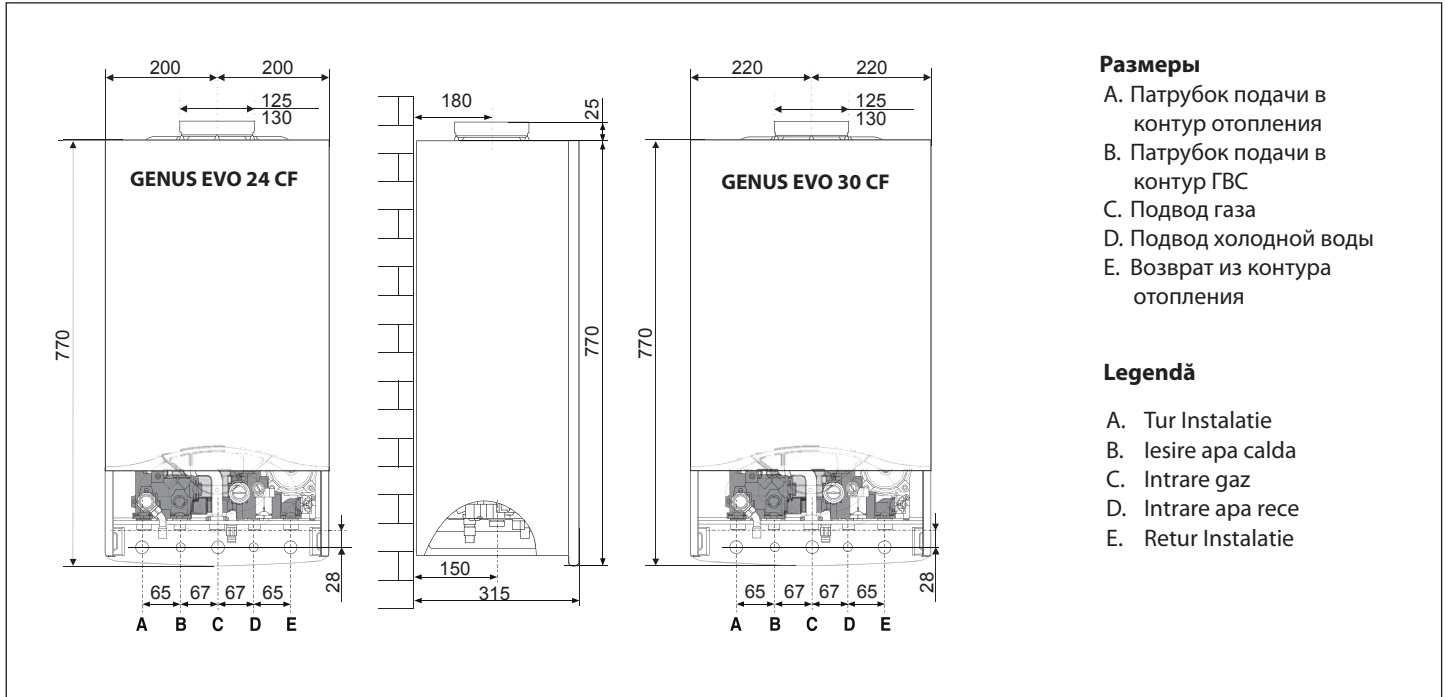 200 200
125
130
770
GENUS EVO 24 CF
28
65 67 67 65
A B C D E
180
25
770
150
315
220 220
125
130
770
GENUS EVO 30 CF
28
65 67 67 65
A B C D E
Размеры
A. Патрубок подачи в
контур отопления
B. Патрубок подачи в
контур ГВС
C. Подвод газа
D. Подвод холодной воды
E. Возврат из контура
отопления
Legendă
A. Tur Instalatie
B. Iesire apa calda
C. Intrare gaz
D. Intrare apa rece
E. Retur Instalatie